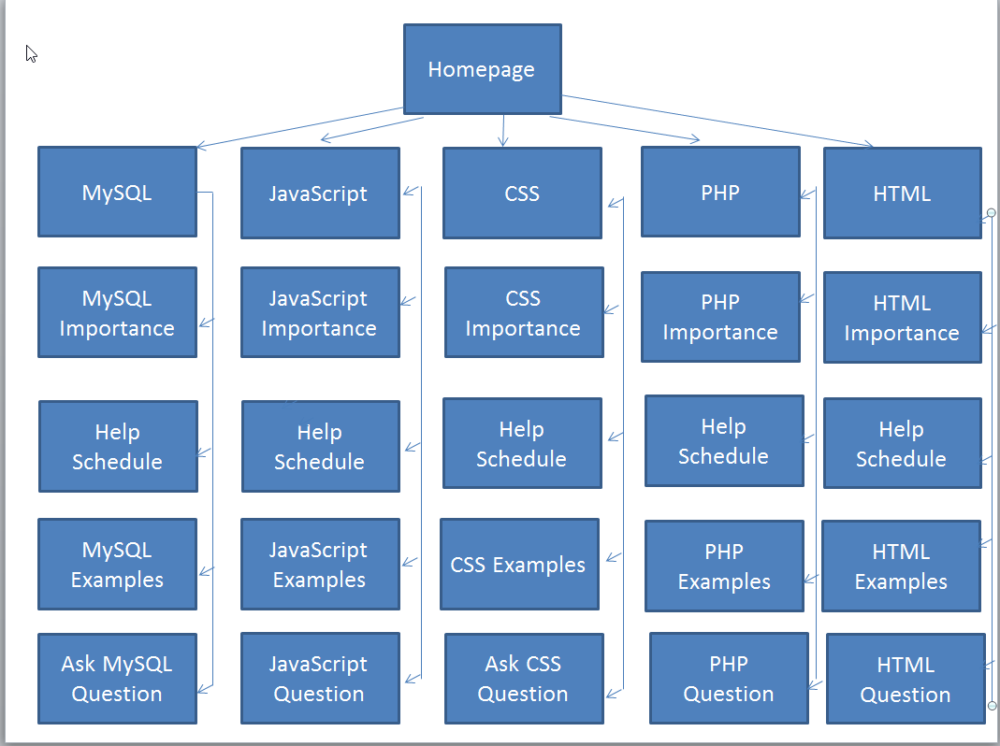 Homepage
MySQL
JavaScript
CSS
PHP
HTML
MySQL
Importance
JavaScript
Importance
CSS
Importance
PHP
Importance
HTML
Importance
Help
Schedule
Help
Schedule
Help
Schedule
Help
Schedule
Help
Schedule
MySQL
Examples
JavaScript
Examples
CSS Examples
PHP
Examples
HTML
Examples
Ask MySQL
Question
JavaScript
Question
Ask CSS
Question
PHP
Question
HTML
Question